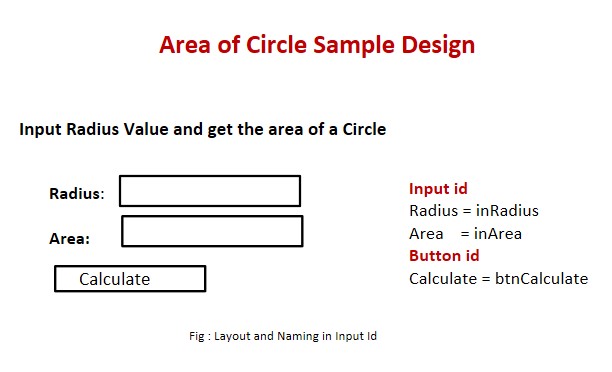 Area of Circle Sample Design
Input Radius Value and get the area of a Circle
Radius:
Area:
Calculate
Input id
Radius = inRadius
Area = inArea
Button id
Calculate = btnCalculate
Fig : Layout and Naming in Input Id